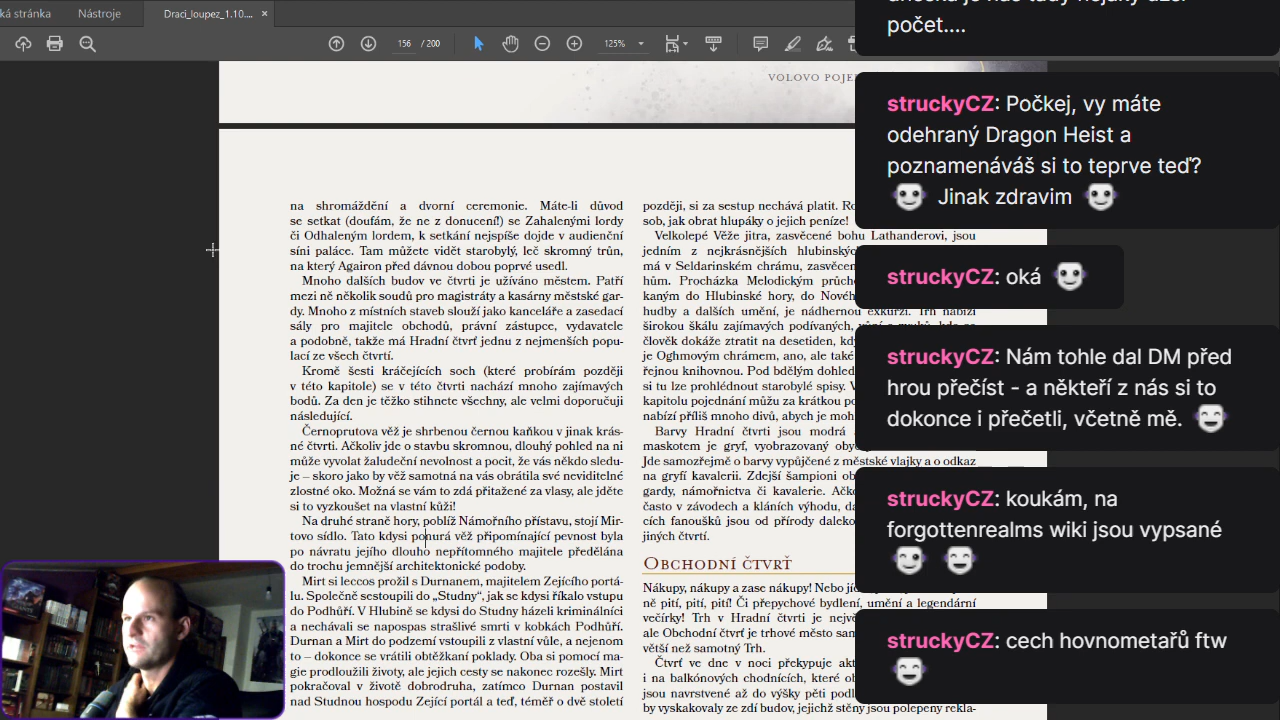 ká stránka
Nástroje
Draci_loupez_1.10....
156 / 200
125%
VOLOVO POJE
na shromáždění a dvorní ceremonie. Máte-li důvod
se setkat (doufám, že ne z donucení!) se Zahalenými lordy
či Odhaleným lordem, k setkání nejspíše dojde v audienční
síni paláce. Tam můžete vidět starobylý, leč skromný trůn,
na který Agairon před dávnou dobou poprvé usedl.
Mnoho dalších budov ve čtvrti je užíváno městem. Patří
mezi ně několik soudů pro magistráty a kasárny městské gar-
dy. Mnoho z místních staveb slouží jako kanceláře a zasedací
sály pro majitele obchodů, právní zástupce, vydavatele
a podobně, takže má Hradní čtvrť jednu z nejmenších popu-
lací ze všech čtvrtí.
Kromě šesti kráčejících soch (které probírám později
v této kapitole) se v této čtvrti nachází mnoho zajímavých
bodů. Za den je těžko stihnete všechny, ale velmi doporučuji
následující.
Černoprutova věž je shrbenou černou kaňkou v jinak krás-
né čtvrti. Ačkoliv jde o stavbu skromnou, dlouhý pohled na ni
může vyvolat žaludeční nevolnost a pocit, že vás někdo sledu-
je – skoro jako by věž samotná na vás obrátila své neviditelné
zlostné oko. Možná se vám to zdá přitažené za vlasy, ale jděte
si to vyzkoušet na vlastní kůži!
Na druhé straně hory, poblíž Námořního přístavu, stojí Mir-
tovo sídlo. Tato kdysi ponurá věž připomínající pevnost byla
po návratu jejího dlouho nepřítomného majitele předělána
do trochu jemnější architektonické podoby.
Mirt si leccos prožil s Durnanem, majitelem Zejícího portá-
lu. Společně sestoupili do „Studny“, jak se kdysi říkalo vstupu
do Podhůří. V Hlubině se kdysi do Studny házeli kriminálníci
a nechávali se napospas strašlivé smrti v kobkách Podhůří.
Durnan a Mirt do podzemí vstoupili z vlastní vůle, a nejenom
to – dokonce se vrátili obtěžkaní poklady. Oba si pomocí ma-
gie prodloužili životy, ale jejich cesty se nakonec rozešly. Mirt
pokračoval v životě dobrodruha, zatímco Durnan postavil
nad Studnou hospodu Zející portál a teď, téměř o dvě století
později, si za sestup nechává platit.
sob, jak obrat hlupáky o jejich peníze!
Velkolepé Věže jitra, zasvěcené bohu Lathanderovi, jsou
jedním z nejkrásnějších hlubinských
má v Seldarinském chrámu, zasvěcen
hům. Procházka Melodickým průch
kaným do Hlubinské hory, do Nového
hudby a dalších umění, je nádhernou exkurzí. Trh nabízí
širokou škálu zajímavých podívaných,
člověk dokáže ztratit na desetiden, kdy
je Oghmovým chrámem, ano, ale také
řejnou knihovnou. Pod bdělým dohled
si tu lze prohlédnout starobylé spisy. V
kapitolu pojednání můžu za krátkou po
nabízí příliš mnoho divů, abych je moh
Barvy Hradní čtvrti jsou modrá
maskotem je gryf, vyobrazovaný oby
Jde samozřejmě o barvy vypůjčené z městské vlajky a o odkaz
na gryfí kavalerii. Zdejší šampioni ob
gardy, námořnictva či kavalerie. Ačko
často v závodech a kláních výhodu, da
cích fanoušků jsou od přírody daleko
jiných čtvrtí.
OBCHODNÍ ČTVRŤ
Nákupy, nákupy a zase nákupy! Nebo jíd
ně pití, pití, pití! Či přepychové bydlení, umění a legendární
večírky! Trh v Hradní čtvrti je největ
ale Obchodní čtvrť je trhové město sam
větší než samotný Trh.
Čtvrť ve dne v noci překypuje akt
i na balkónových chodnících, které ob
jsou navrstvené až do výšky pěti podl
by vyskakovaly ze zdí budov, jejichž stěny jsou polepeny rekla-
počet....
struckyCZ: Počkej, vy máte
odehraný Dragon Heist a
poznamenáváš si to teprve teď?
Jinak zdravim
struckyCZ: oká
struckyCZ: Nám tohle dal DM před
hrou přečíst - a někteří z nás si to
dokonce i přečetli, včetně mě.
struckyCZ: koukám, na
forgottenrealms wiki jsou vypsané
struckyCZ: cech hovnometařů ftw